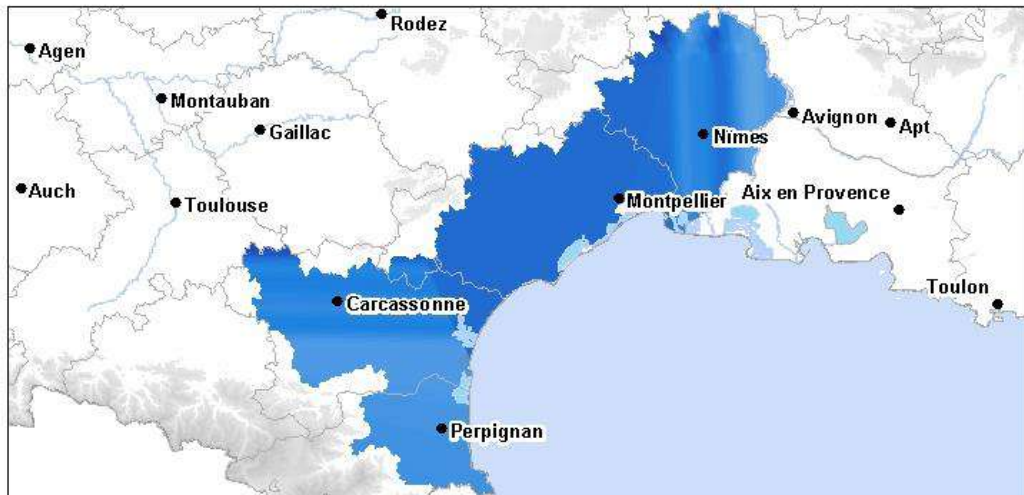 Rodez
Agen
Montauban
Gaillac
Avignon
Apt
Nîmes
Auch
Toulouse
Montpellier
Aix en Provence
Carcassonne
Toulon
Perpignan